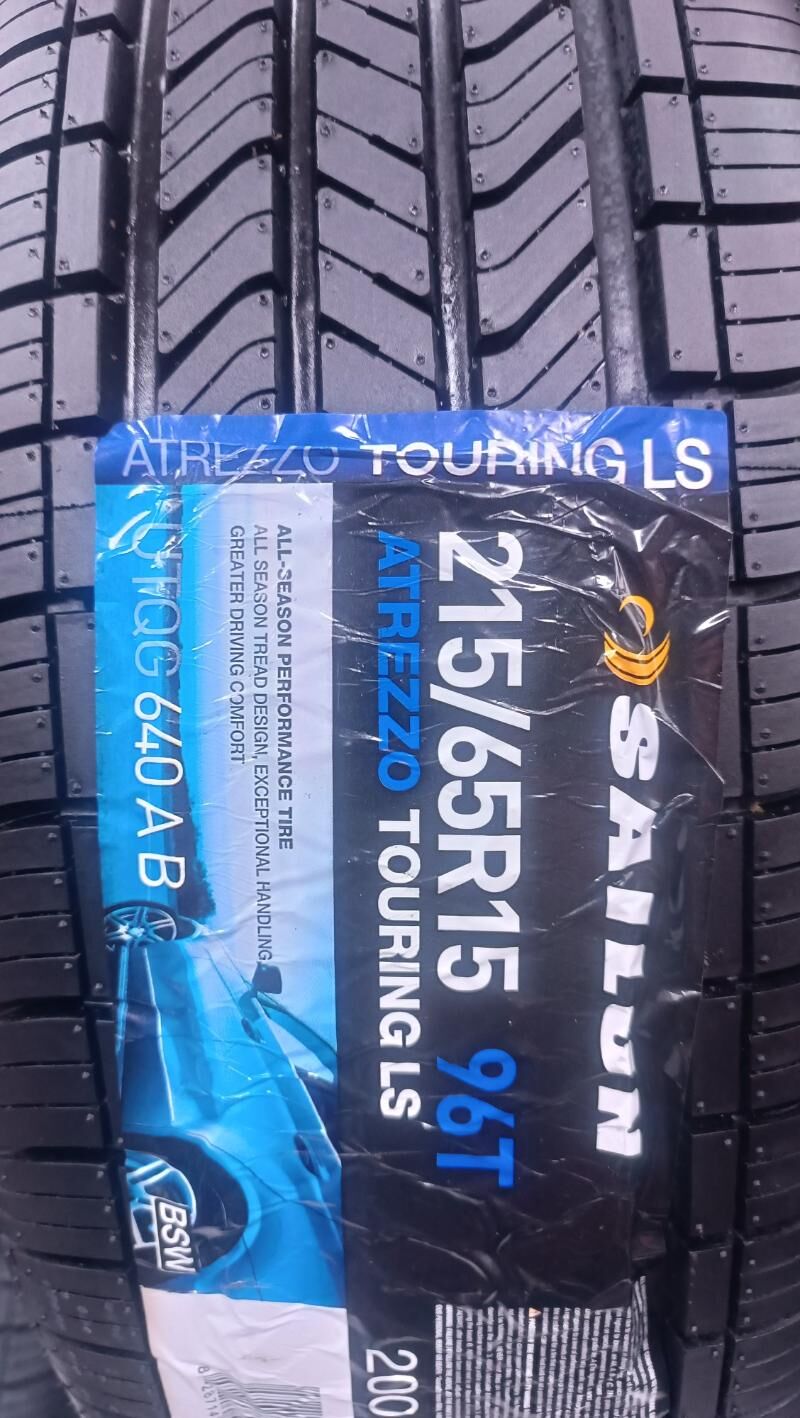 ATREZZO TOURING LS
SAILUN
215/65R15 96T
ATREZZO TOURING LS
ALL-SEASON PERFORMANCE TIRE
ALL SEASON TREAD DESIGN, EXCEPTIONAL HANDLING,
GREATER DRIVING COMFORT
UTQG 640 A B
BSW
200